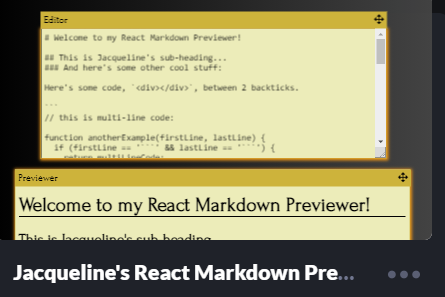 Editor
# Welcome to my React Markdown Previewer!
## This is Jacqueline's sub-heading...
### And here's some other cool stuff:
Here's some code, `<div></div>`, between 2 backticks.
```
// this is multi-line code:
function anotherExample(firstLine, lastLine) {
if (firstLine == '```' && lastLine == '```') {
return multiLineCode;
Previewer
Welcome to my React Markdown Previewer!
This is Jacqueline's sub-heading
Jacqueline's React Markdown Pre...